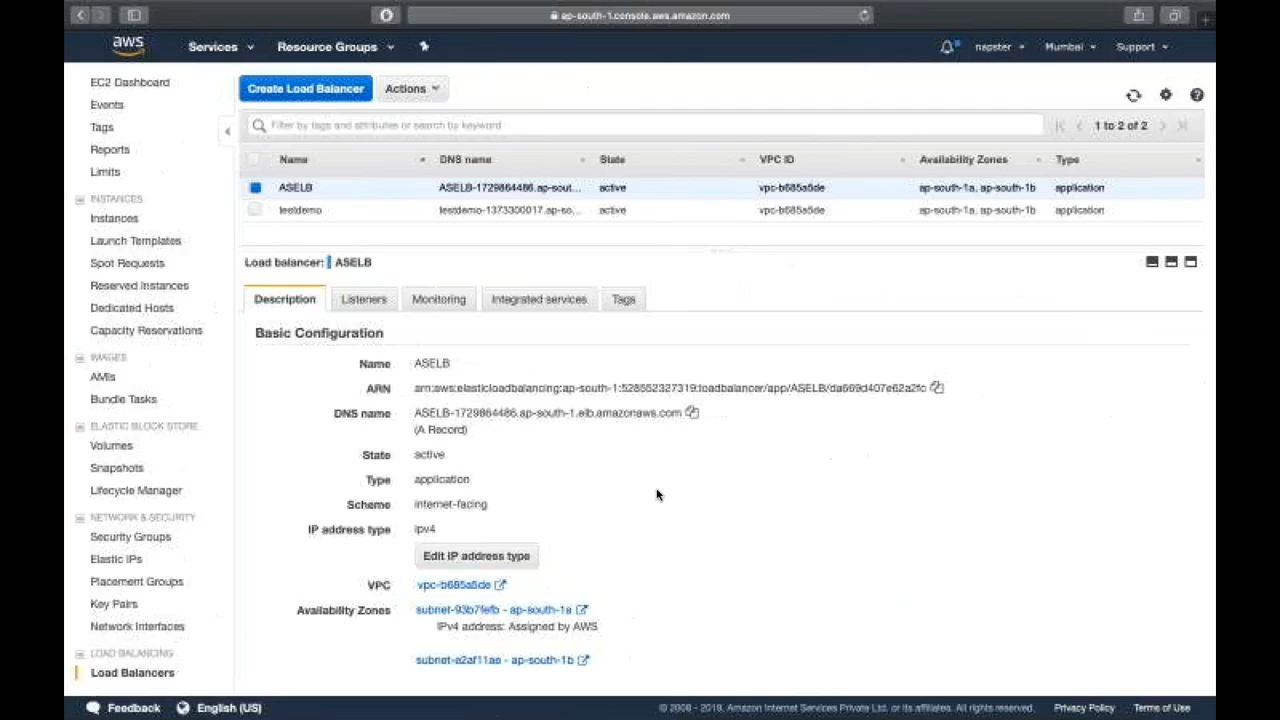 ap-south-1.console.aws.amazon.com
aws Services Resource Groups napster Mumbai Support
EC2 Dashboard
Events
Tags
Reports
Limits
INSTANCES
Instances
Launch Templates
Spot Requests
Reserved Instances
Dedicated Hosts
Capacity Reservations
IMAGES
AMIs
Bundle Tasks
ELASTIC BLOCK STORE
Volumes
Snapshots
Lifecycle Manager
NETWORK & SECURITY
Security Groups
Elastic IPs
Placement Groups
Key Pairs
Network Interfaces
LOAD BALANCING
Load Balancers
Create Load Balancer Actions
Filter by tags and attributes or search by keyword 1 to 2 of 2
Name DNS name State VPC ID Availability Zones Type
ASELB ASELB-1729864486.ap-sout... active vpc-b685a5de ap-south-1a, ap-south-1b application
testdemo testdemo-1373300017.ap-so... active vpc-b685a5de ap-south-1a, ap-south-1b application
Load balancer: ASELB
Description Listeners Monitoring Integrated services Tags
Basic Configuration
Name ASELB
ARN arn:aws:elasticloadbalancing:ap-south-1:528552327319:loadbalancer/app/ASELB/da569d407e62a2fc
DNS name ASELB-1729864486.ap-south-1.elb.amazonaws.com
(A Record)
State active
Type application
Scheme internet-facing
IP address type ipv4
Edit IP address type
VPC vpc-b685a5de
Availability Zones subnet-93b7fefb - ap-south-1a
IPv4 address: Assigned by AWS
subnet-a2af11ae - ap-south-1b
Feedback English (US) © 2008 - 2019, Amazon Internet Services Private Ltd. or its affiliates. All rights reserved. Privacy Policy Terms of Use